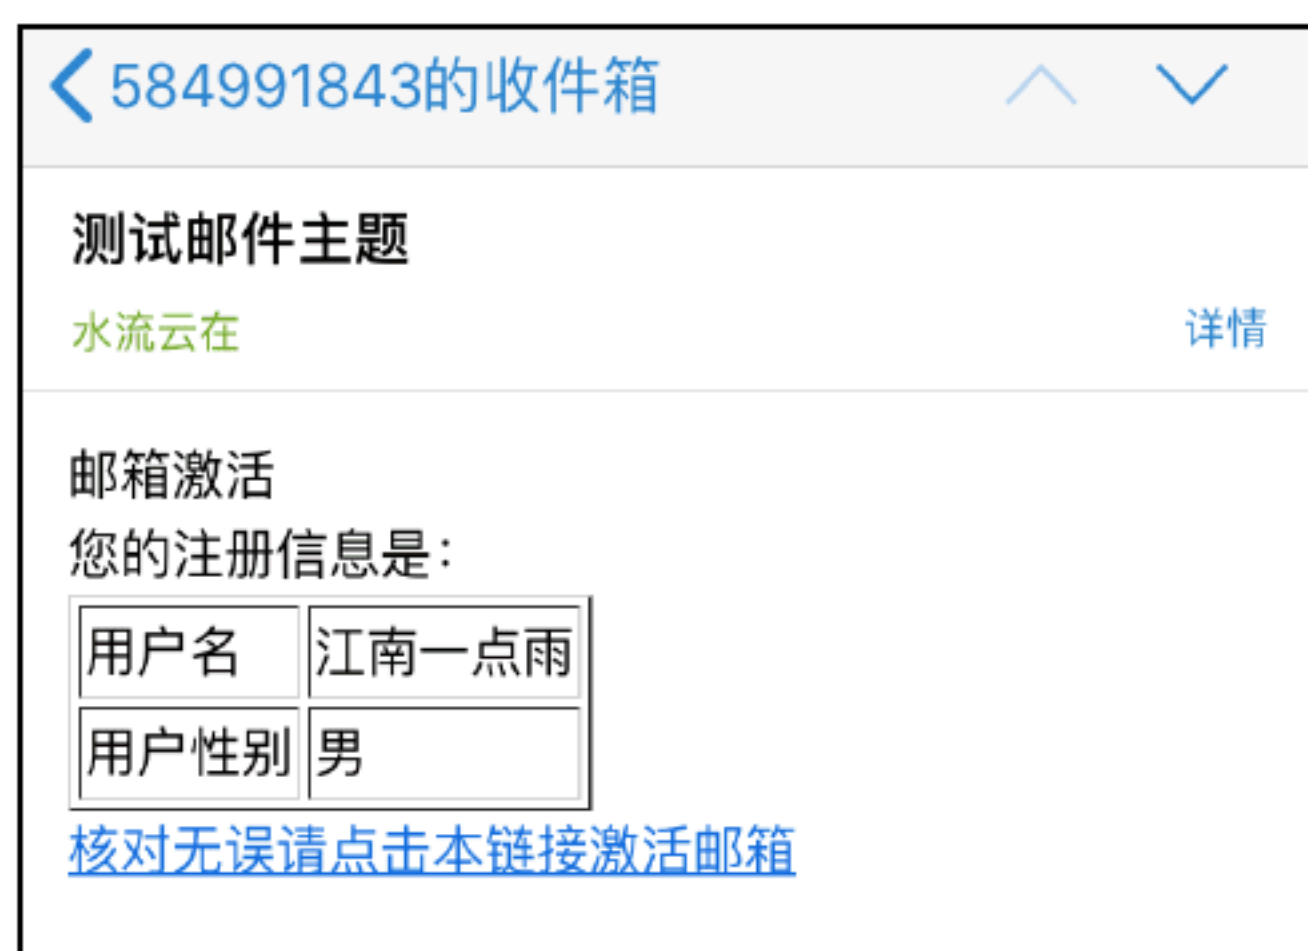 584991843的收件箱
测试邮件主题
水流云在 详情
邮箱激活
您的注册信息是：
用户名 江南一点雨
用户性别 男
核对无误请点击本链接激活邮箱